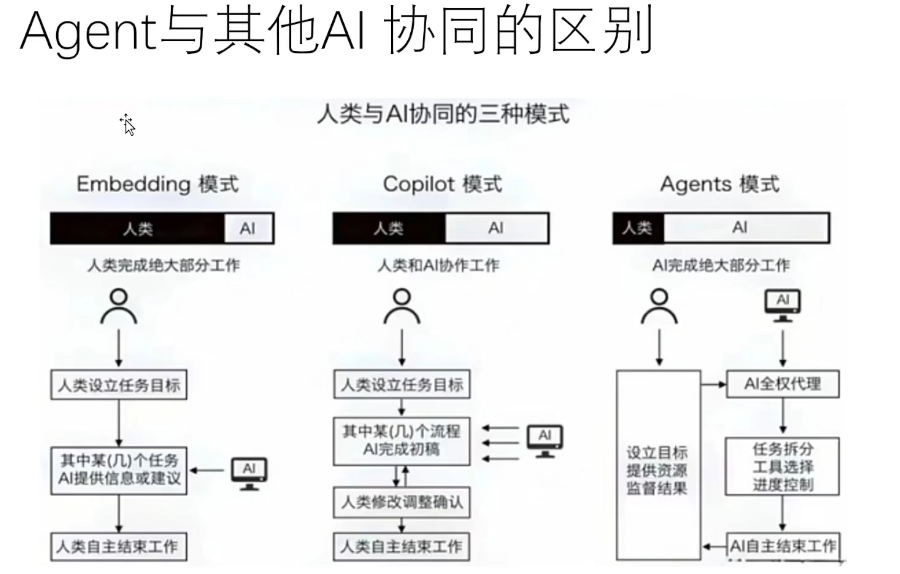 Agent与其他AI 协同的区别
人类与AI协同的三种模式
Embedding 模式
人类
AI
人类完成绝大部分工作
人类设立任务目标
其中某(几)个任务
AI提供信息或建议
AI
人类自主结束工作
Copilot 模式
人类
AI
人类和AI协作工作
人类设立任务目标
其中某(几)个流程
AI完成初稿
AI
人类修改调整确认
人类自主结束工作
Agents 模式
人类
AI
AI完成绝大部分工作
AI
设立目标
提供资源
监督结果
AI全权代理
任务拆分
工具选择
进度控制
AI自主结束工作